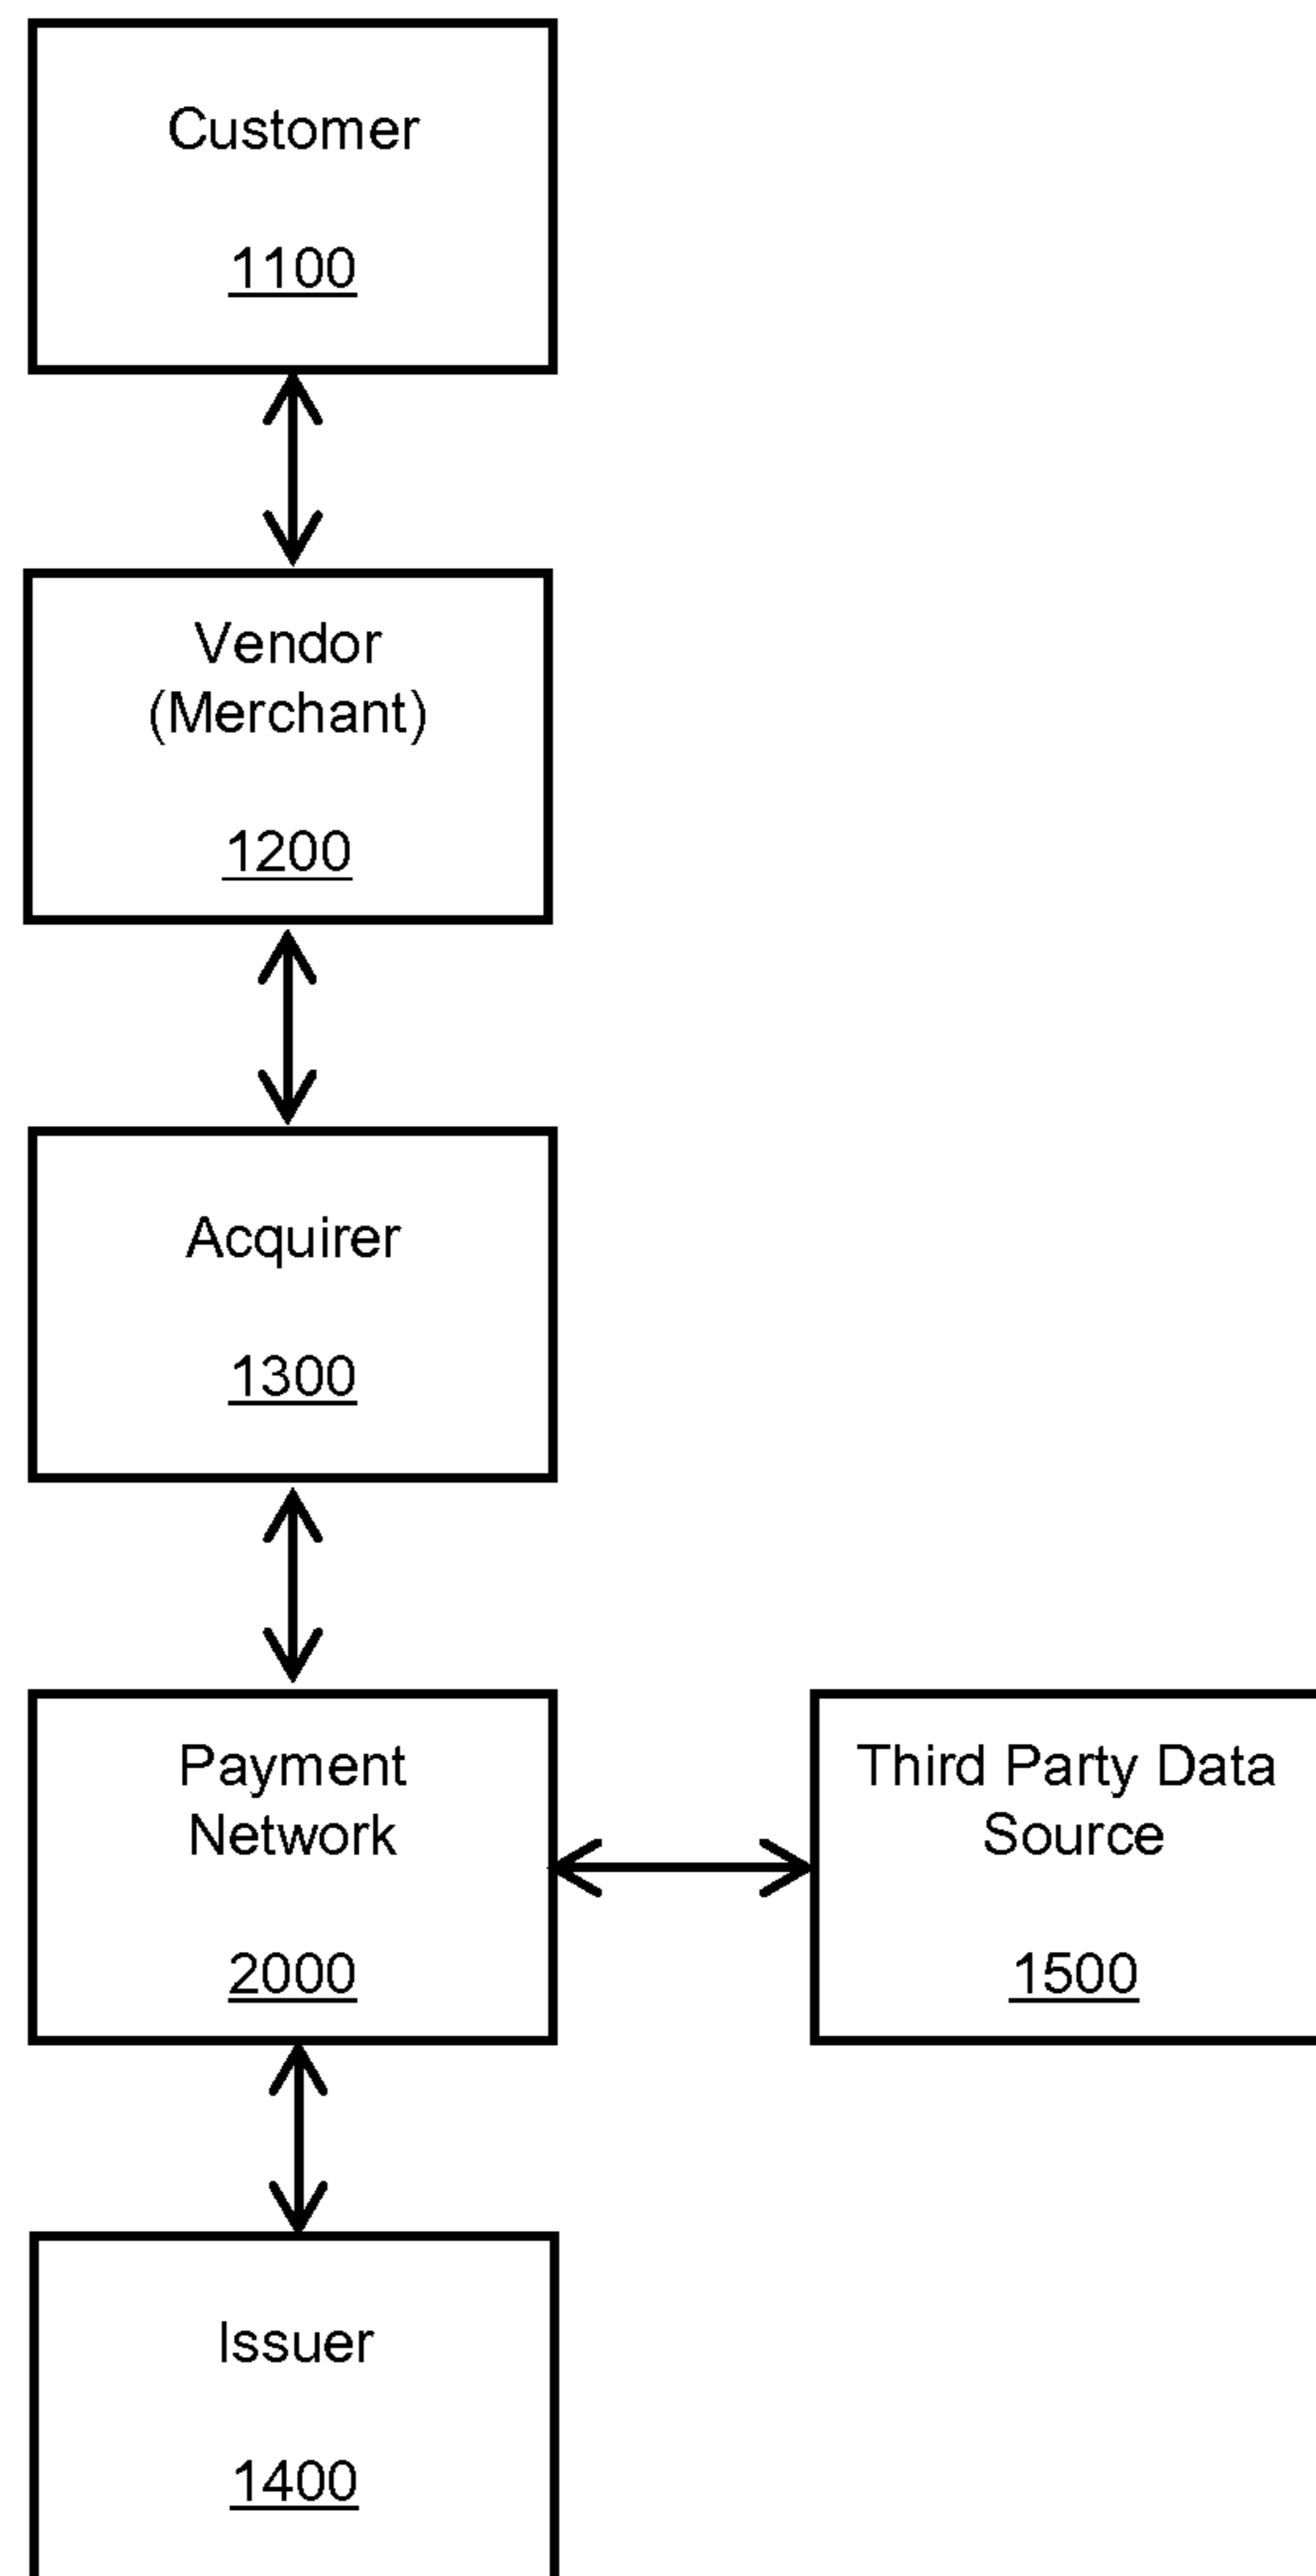 Customer
1100
Vendor
(Merchant)
1200
Acquirer
1300
Payment
Network
2000
Third Party Data
Source
1500
Issuer
1400